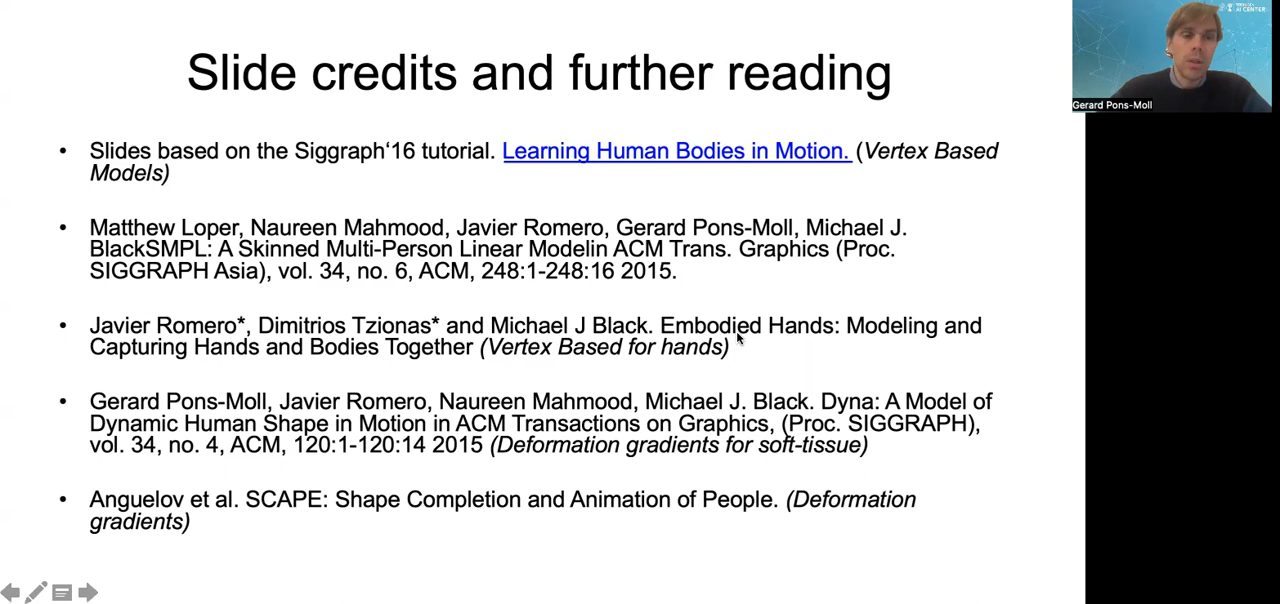 Slide credits and further reading
• Slides based on the Siggraph‘16 tutorial. Learning Human Bodies in Motion. (Vertex Based
Models)
• Matthew Loper, Naureen Mahmood, Javier Romero, Gerard Pons-Moll, Michael J.
BlackSMPL: A Skinned Multi-Person Linear Modelin ACM Trans. Graphics (Proc.
SIGGRAPH Asia), vol. 34, no. 6, ACM, 248:1-248:16 2015.
• Javier Romero*, Dimitrios Tzionas* and Michael J Black. Embodied Hands: Modeling and
Capturing Hands and Bodies Together (Vertex Based for hands)
• Gerard Pons-Moll, Javier Romero, Naureen Mahmood, Michael J. Black. Dyna: A Model of
Dynamic Human Shape in Motion in ACM Transactions on Graphics, (Proc. SIGGRAPH),
vol. 34, no. 4, ACM, 120:1-120:14 2015 (Deformation gradients for soft-tissue)
• Anguelov et al. SCAPE: Shape Completion and Animation of People. (Deformation
gradients)
AI CENTER
Gerard Pons-Moll